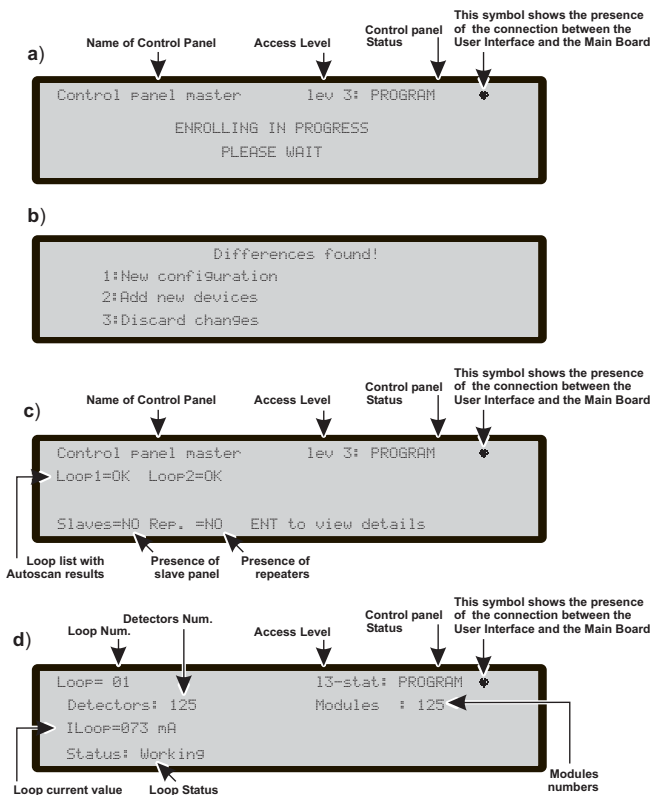 This symbol shows the presence
of the connection between the
User Interface and the Main Board
Control panel
Status
Name of Control Panel
Access Level
a)
Control panel master lev 3: PROGRAM
ENROLLING IN PROGRESS
PLEASE WAIT
b)
Differences found!
1:New configuration
2:Add new devices
3:Discard changes
This symbol shows the presence
of the connection between the
User Interface and the Main Board
Control panel
Status
Name of Control Panel
Access Level
c)
Control panel master lev 3: PROGRAM
Loop1=OK Loop2=OK
Slaves=NO Rep. =NO ENT to view details
Loop list with
Autoscan results
Presence of
slave panel
Presence of
repeaters
This symbol shows the presence
of the connection between the
User Interface and the Main Board
Control panel
Status
Detectors Num.
Loop Num.
Access Level
d)
Loop= 01 l3-stat: PROGRAM
Detectors: 125 Modules : 125
ILoop=073 mA
Status: Working
Loop current value
Loop Status
Modules
numbers